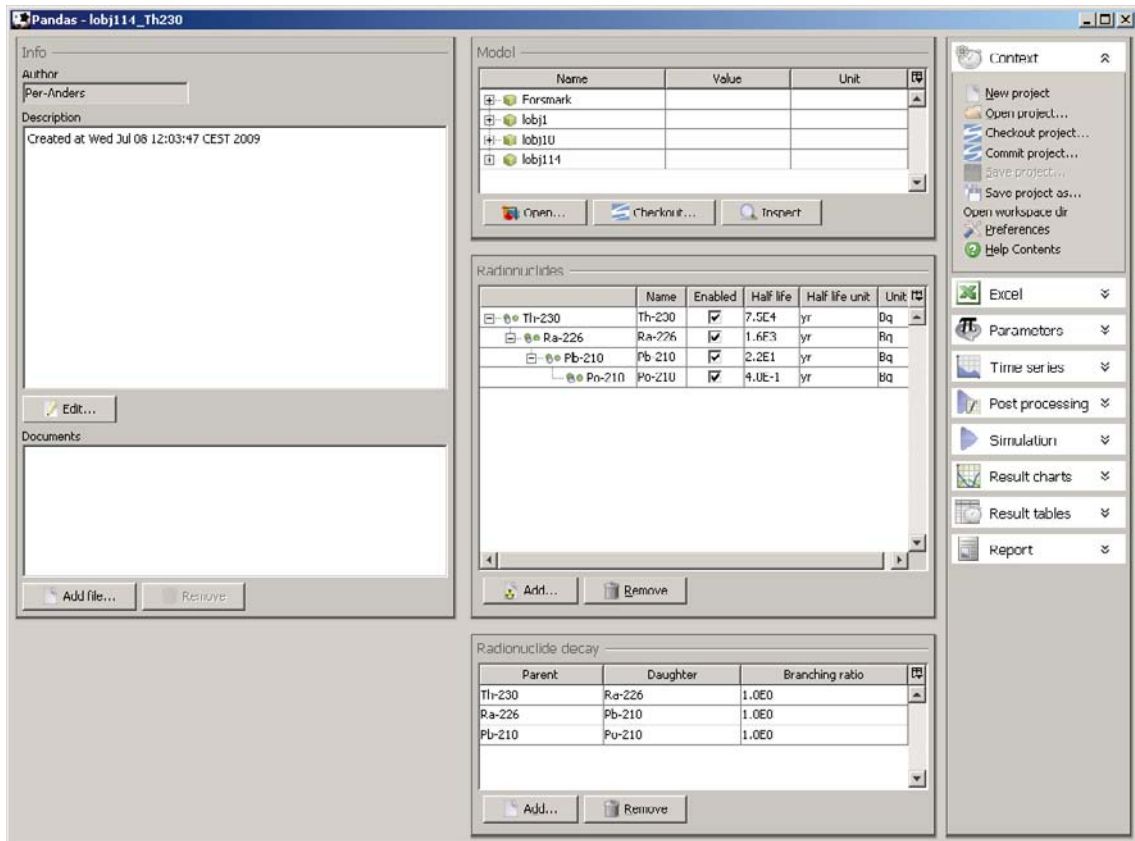 Pandas - lobj114_Th230
Info
Author
Per-Anders
Description
Created at Wed Jul 08 12:03:47 CEST 2009
Edit...
Documents
Add file...
Remove
Model
Name Value Unit
Forsmark
lobj1
lobj10
lobj114
Open...
Checkout...
Inspect
Radionuclides
Name Enabled Half life Half life unit Unit
Th-230 Th-230 7.5E4 yr Bq
Ra-226 Ra-226 1.6E3 yr Bq
Pb-210 Pb-210 2.2E1 yr Bq
Po-210 Po-210 4.0E-1 yr Bq
Add...
Remove
Radionuclide decay
Parent Daughter Branching ratio
Th-230 Ra-226 1.0E0
Ra-226 Pb-210 1.0E0
Pb-210 Po-210 1.0E0
Add...
Remove
Context
New project
Open project...
Checkout project...
Commit project...
Save project...
Save project as...
Open workspace dir
Preferences
Help Contents
Excel
Parameters
Time series
Post processing
Simulation
Result charts
Result tables
Report